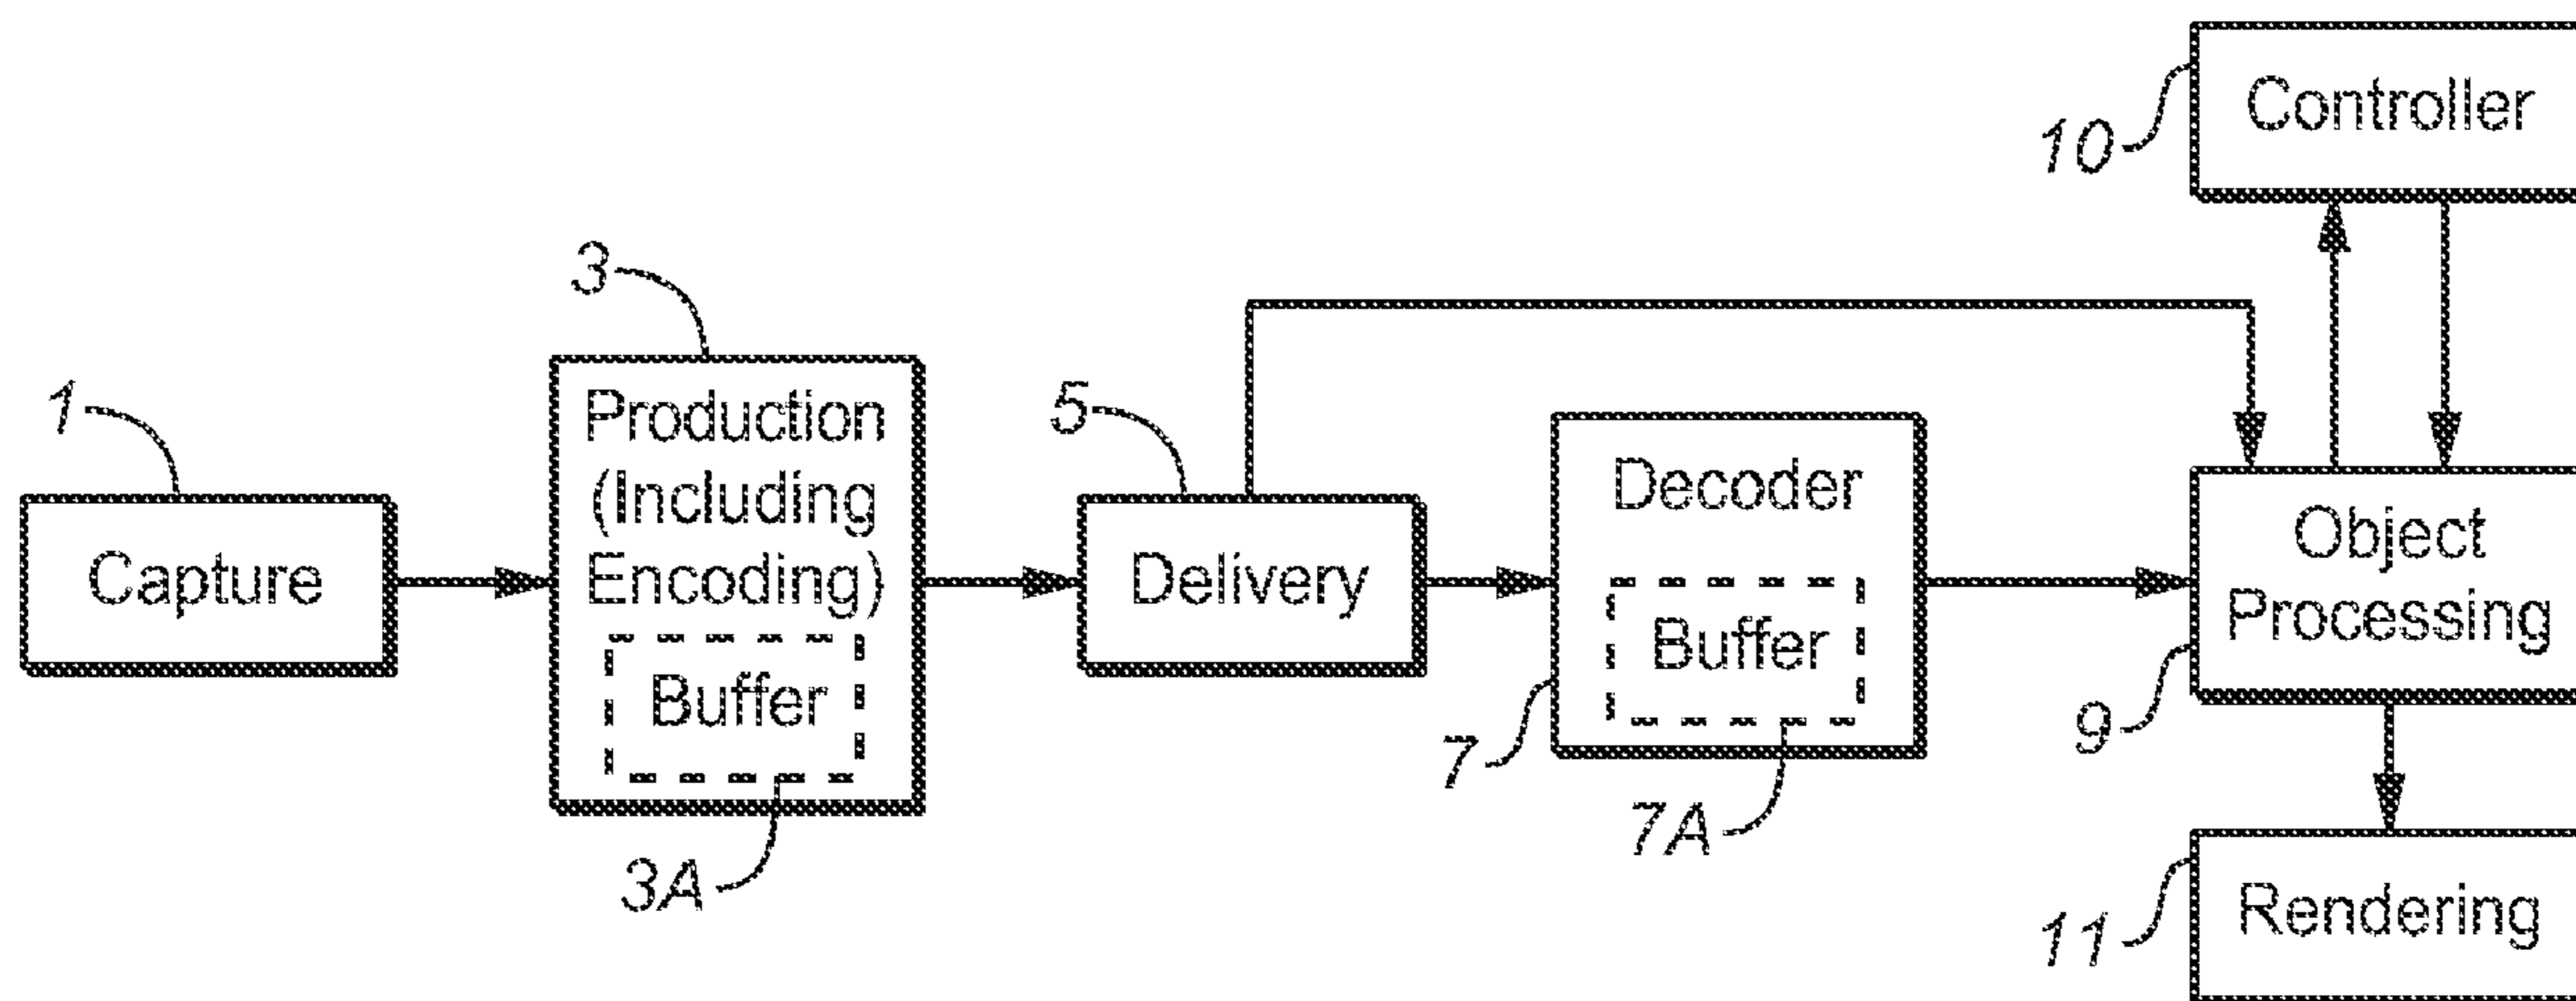 1
Capture
3
Production
(Including
Encoding)
Buffer
3A
5
Delivery
Decoder
Buffer
7
7A
10
Controller
Object
Processing
9
11
Rendering